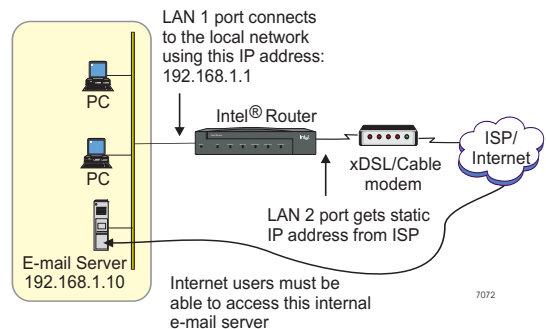 LAN 1 port connects
to the local network
using this IP address:
192.168.1.1
PC
Intel® Router
intel
ISP/
Internet
xDSL/Cable
modem
PC
LAN 2 port gets static
IP address from ISP
E-mail Server
192.168.1.10
Internet users must be
able to access this internal
e-mail server
7072